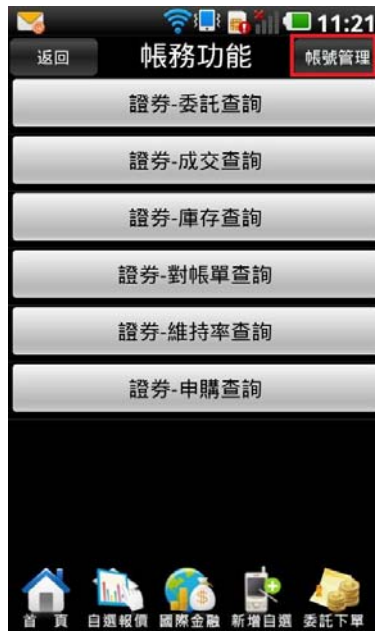 11:21
返回
帳務功能
帳號管理
證券-委託查詢
證券-成交查詢
證券-庫存查詢
證券-對帳單查詢
證券-維持率查詢
證券-申購查詢
首 頁
自選報價
國際金融
新增自選
委託下單